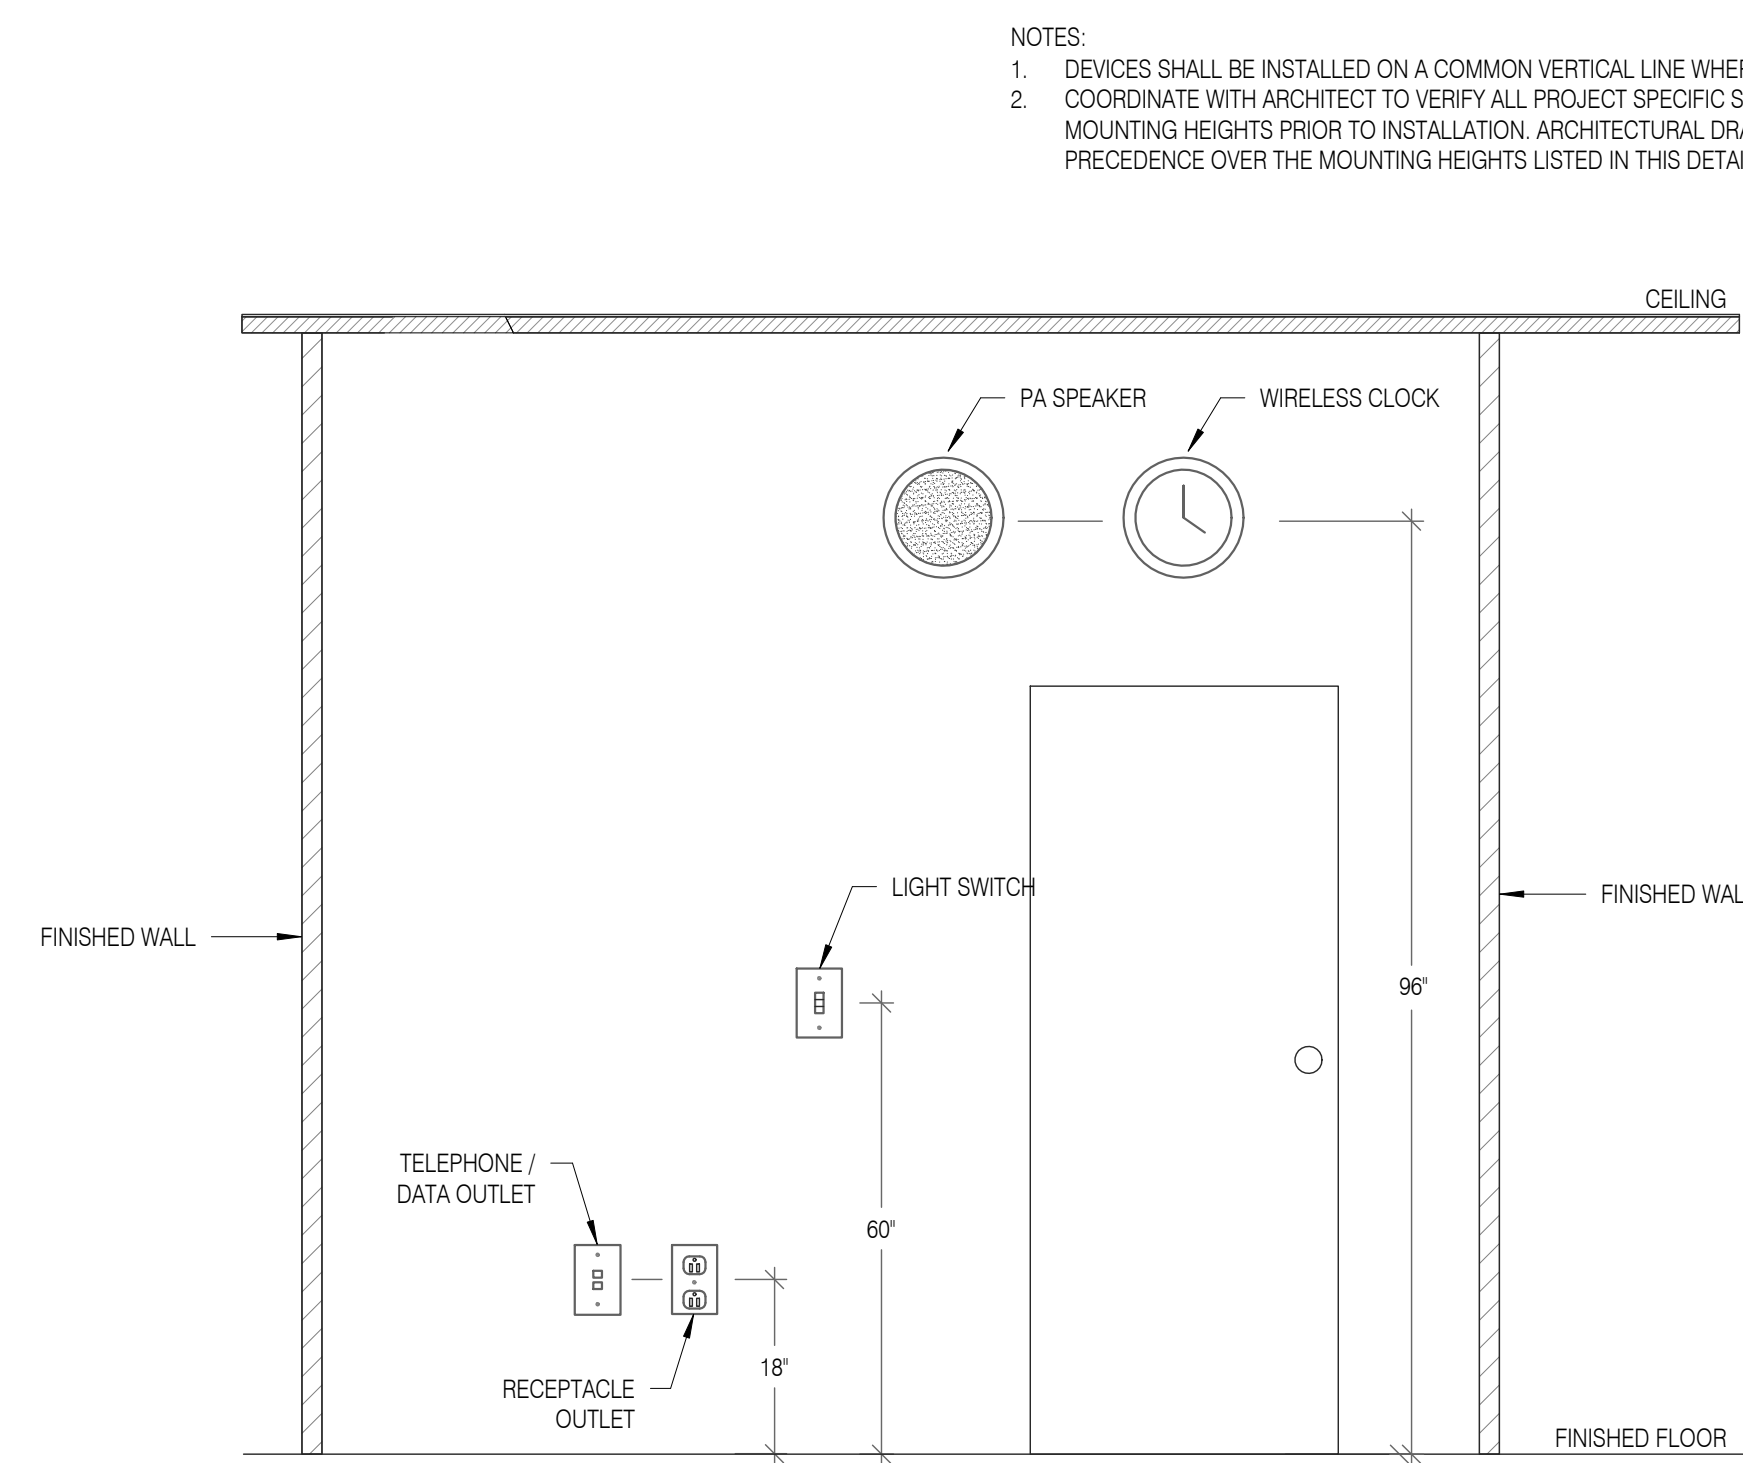 NOTES:
1. DEVICES SHALL BE INSTALLED ON A COMMON VERTICAL LINE
2. COORDINATE WITH ARCHITECT TO VERIFY ALL PROJECT SPECIFIC
MOUNTING HEIGHTS PRIOR TO INSTALLATION. ARCHITECTURAL
PRECEDENCE OVER THE MOUNTING HEIGHTS LISTED IN THIS
CEILING
PA SPEAKER
WIRELESS CLOCK
LIGHT SWITCH
FINISHED WALL
FINISHED
96"
TELEPHONE /
DATA OUTLET
60"
18"
RECEPTACLE
OUTLET
FINISHED FLOOR